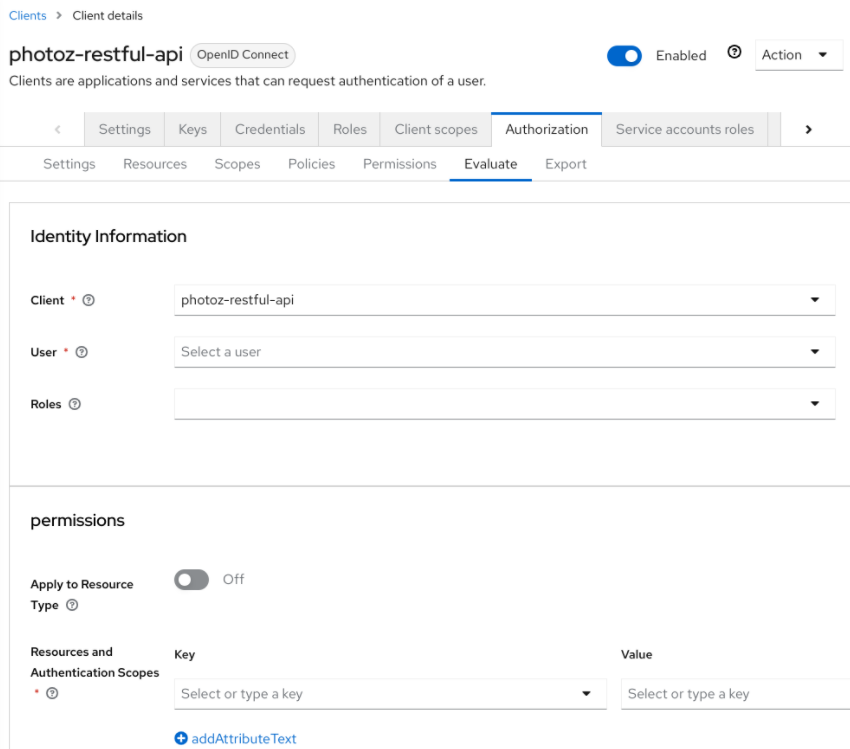 Clients > Client details
photoz-restful-api OpenID Connect Enabled Action
Clients are applications and services that can request authentication of a user.
Settings Keys Credentials Roles Client scopes Authorization Service accounts roles
Settings Resources Scopes Policies Permissions Evaluate Export
Identity Information
Client * photoz-restful-api
User * Select a user
Roles
permissions
Apply to Resource Off
Type
Resources and Key Value
Authentication Scopes
* Select or type a key Select or type a key
addAttributeText